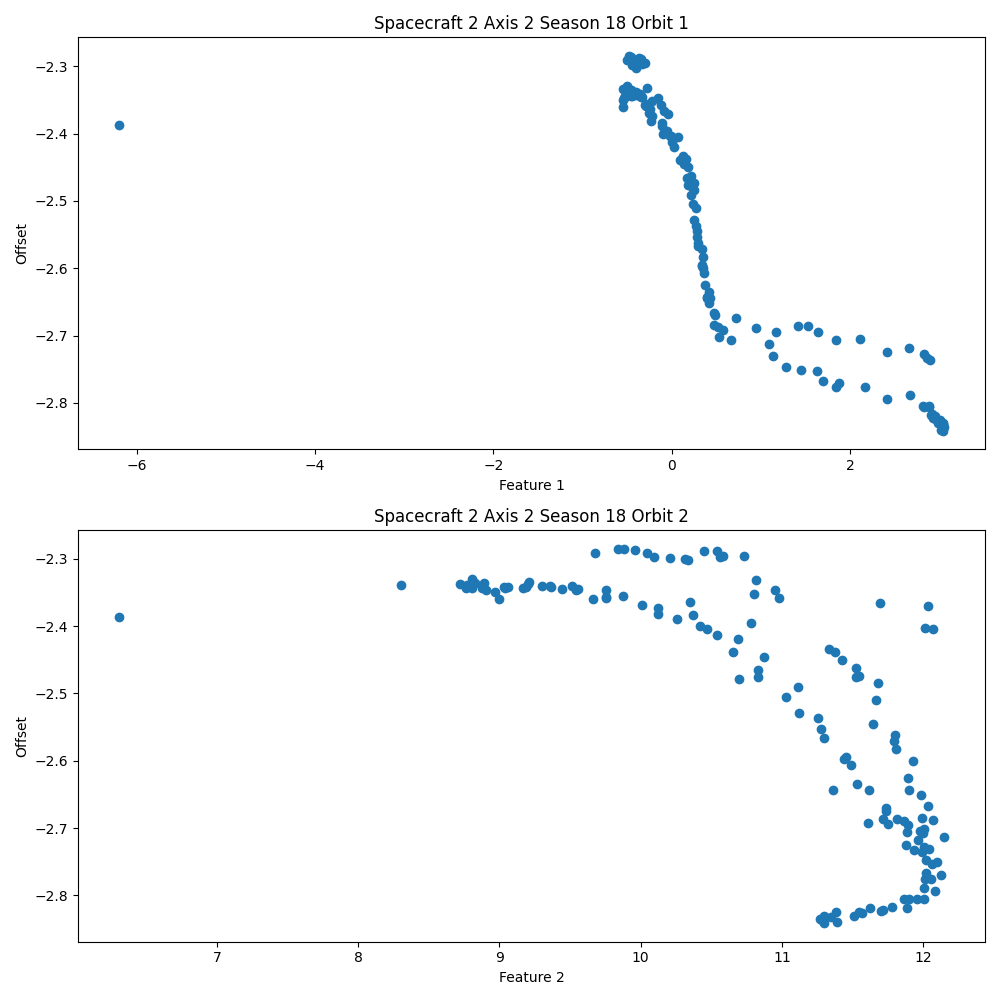 Spacecraft 2 Axis 2 Season 18 Orbit 1
−2.3
−2.4
−2.5
−2.6
−2.7
−2.8
Offset
−6 −4 −2 0 2
Feature 1
Spacecraft 2 Axis 2 Season 18 Orbit 2
−2.3
−2.4
−2.5
−2.6
−2.7
−2.8
Offset
7 8 9 10 11 12
Feature 2